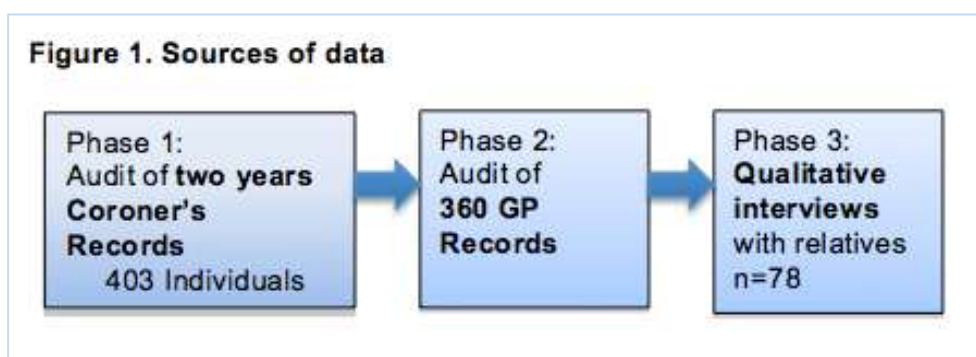 Figure 1. Sources of data
Phase 1:
Audit of two years
Coroner's
Records
403 Individuals
Phase 2:
Audit of
360 GP
Records
Phase 3:
Qualitative
interviews
with relatives
n=78